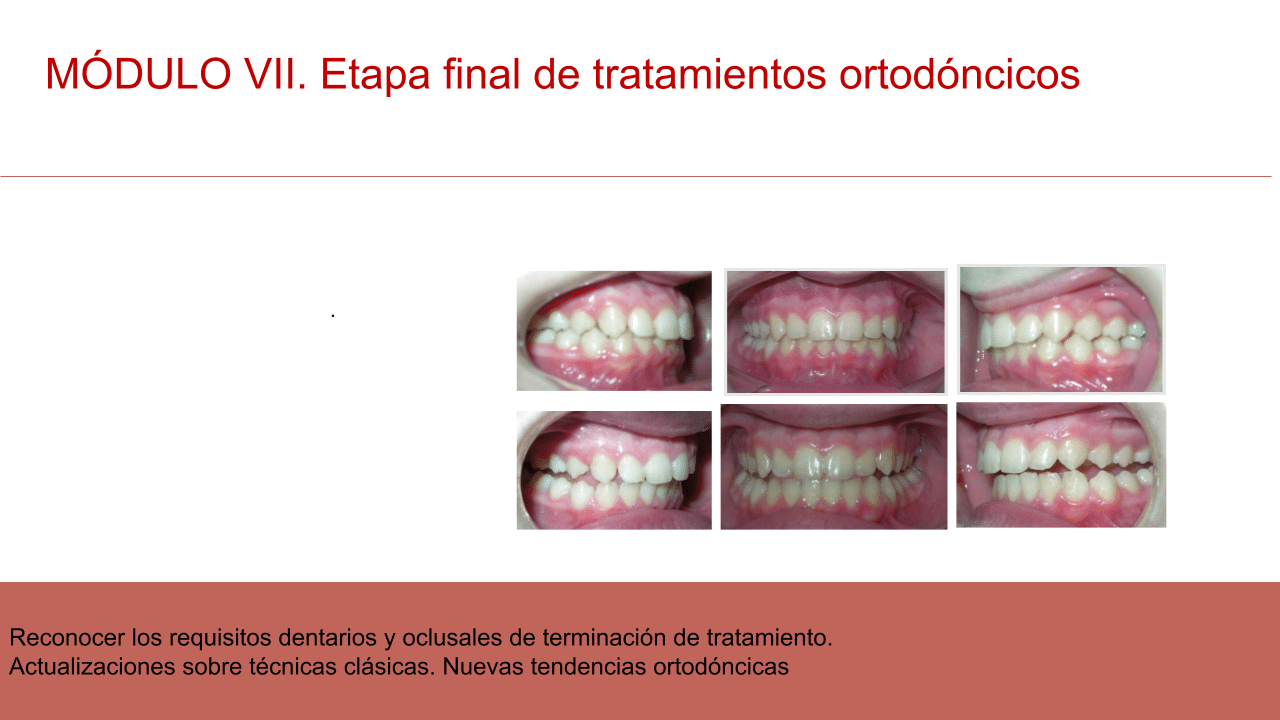 MÓDULO VII. Etapa final de tratamientos ortodóncicos
.
Reconocer los requisitos dentarios y oclusales de terminación de tratamiento.
Actualizaciones sobre técnicas clásicas. Nuevas tendencias ortodóncicas